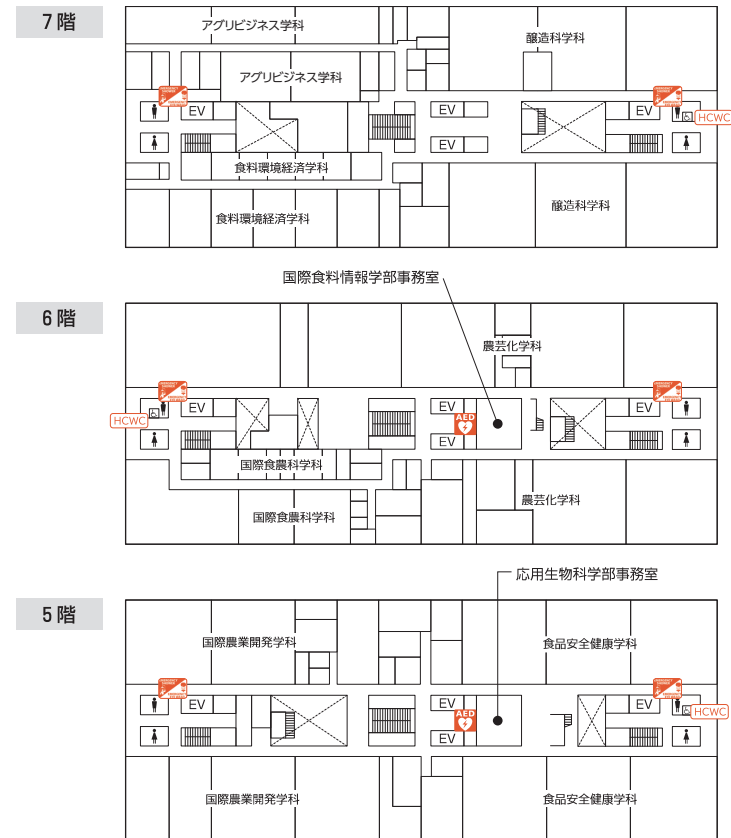 7階
アグリビジネス学科
醸造科学科
アグリビジネス学科
EV
EV
EV
HCWC
EV
食料環境経済学科
食料環境経済学科
醸造科学科
国際食料情報学部事務室
6階
農芸化学科
EV
EV
EV
HCWC
AED
EV
国際食農科学科
国際食農科学科
農芸化学科
応用生物科学部事務室
5階
国際農業開発学科
食品安全健康学科
EV
EV
EV
HCWC
AED
EV
国際農業開発学科
食品安全健康学科